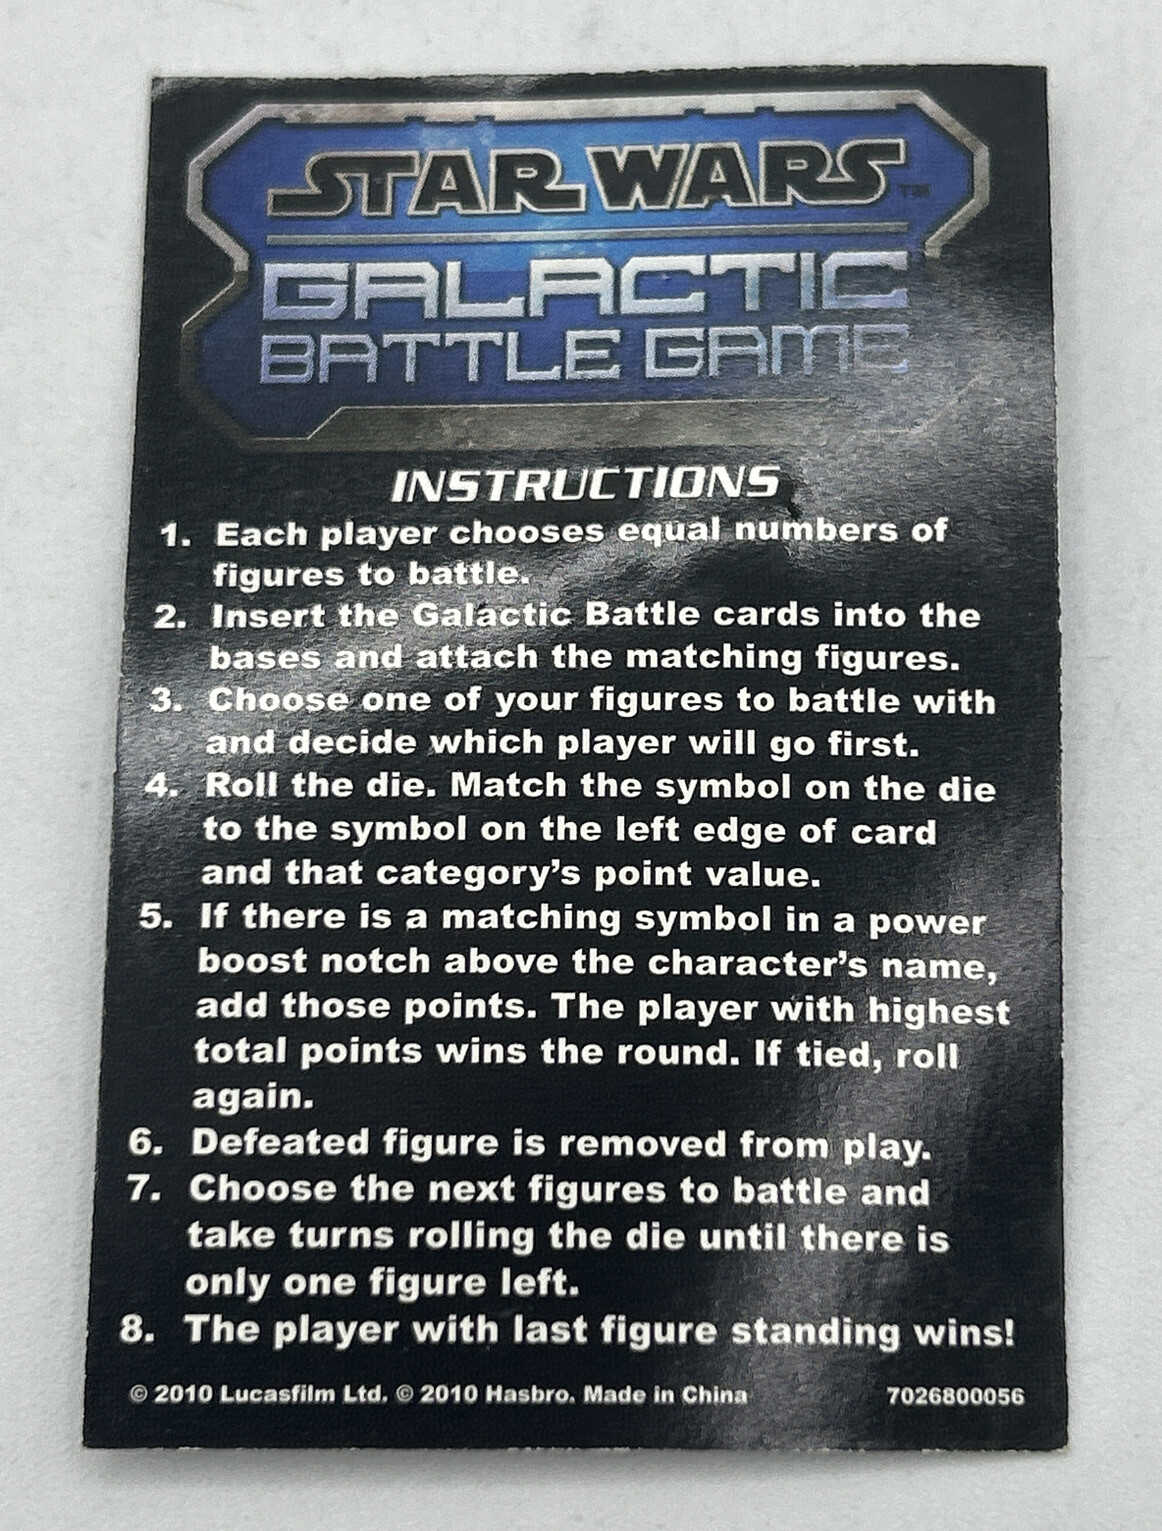 STAR WARS™
GALACTIC
BATTLE GAME
INSTRUCTIONS
1. Each player chooses equal numbers of
figures to battle.
2. Insert the Galactic Battle cards into the
bases and attach the matching figures.
3. Choose one of your figures to battle with
and decide which player will go first.
4. Roll the die. Match the symbol on the die
to the symbol on the left edge of card
and that category's point value.
5. If there is a matching symbol in a power
boost notch above the character's name,
add those points. The player with highest
total points wins the round. If tied, roll
again.
6. Defeated figure is removed from play.
7. Choose the next figures to battle and
take turns rolling the die until there is
only one figure left.
8. The player with last figure standing wins!
© 2010 Lucasfilm Ltd. © 2010 Hasbro. Made in China 7026800056